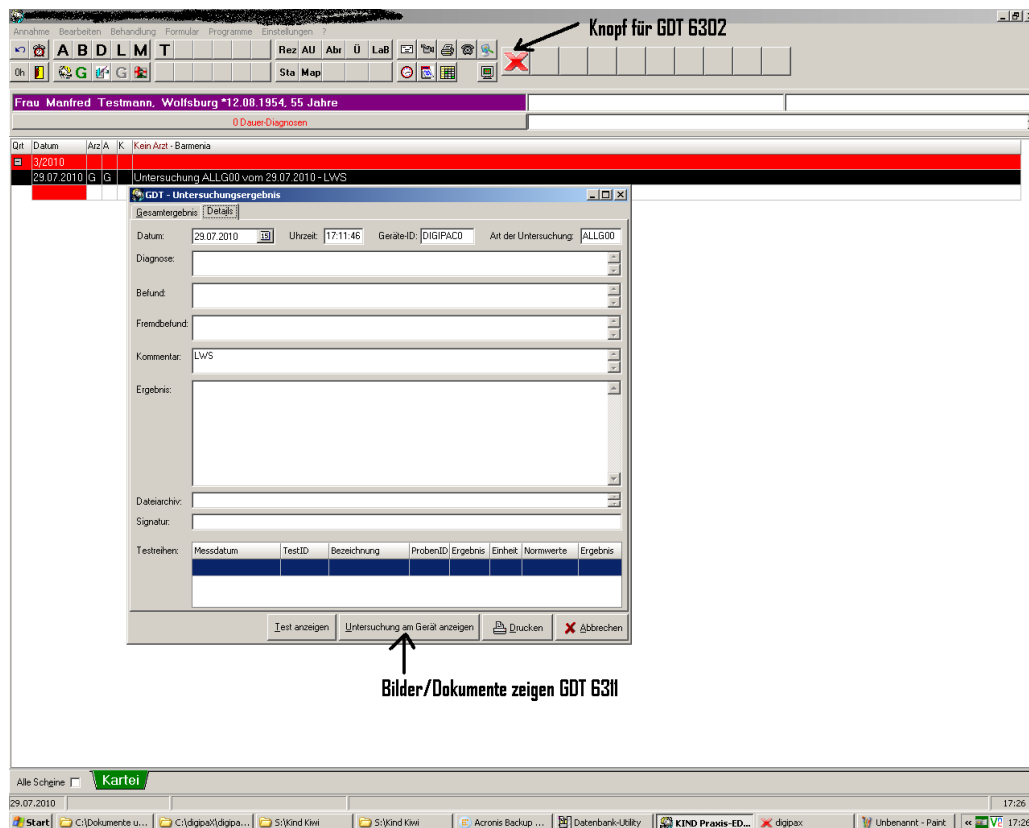 Knopf für GDT 6302
Annahme Bearbeiten Behandlung Formular Programme Einstellungen ?
A B D L M T Rez AU Abr Ü LaB
0h G G Sta Map
Frau Manfred Testmann, Wolfsburg *12.08.1954, 55 Jahre
0 Dauer-Diagnosen
Qrt Datum Arz A K Kein Arzt - Barmenia
3/2010
29.07.2010 G G Untersuchung ALLG00 vom 29.07.2010 - LWS
GDT - Untersuchungsergebnis
Gesamtergebnis Details
Datum: 29.07.2010 15 Uhrzeit: 17:11:46 Geräte-ID: DIGIPAC0 Art der Untersuchung: ALLG00
Diagnose:
Befund:
Fremdbefund:
Kommentar: LWS
Ergebnis:
Dateiarchiv:
Signatur:
Testreihen: Messdatum TestID Bezeichnung ProbenID Ergebnis Einheit Normwerte Ergebnis
Test anzeigen Untersuchung am Gerät anzeigen Drucken Abbrechen
Bilder/Dokumente zeigen GDT 6311
Alle Scheine Kartei
29.07.2010 17:26
Start C:\Dokumente u... C:\digipaX\digipa... S:\Kind Kiwi S:\Kind Kiwi Acronis Backup ... Datenbank-Utility KIND Praxis-ED... digipax Unbenannt - Paint « 17:26